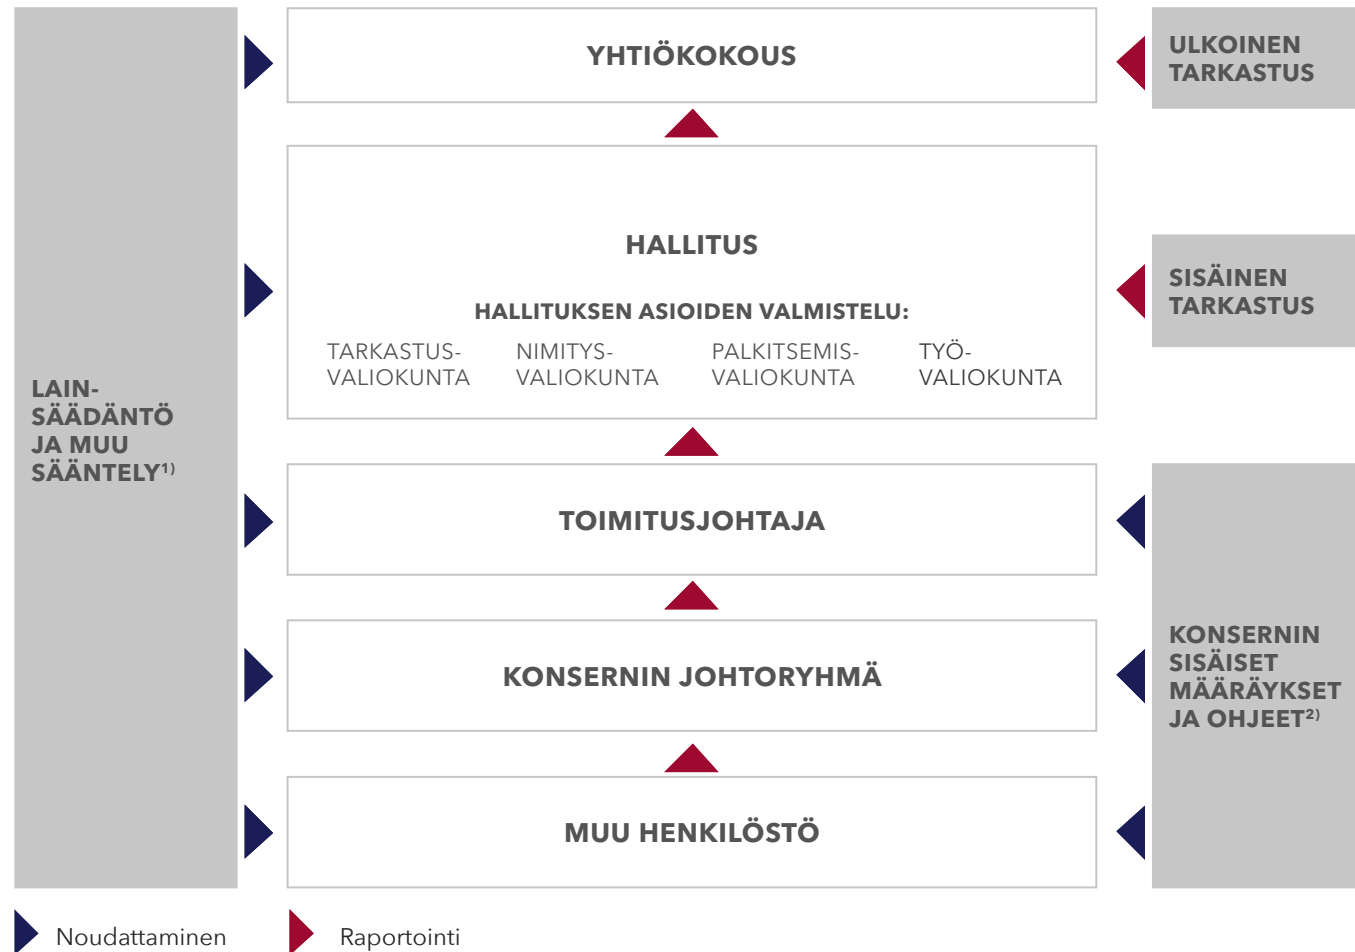 YHTIÖKOKOUS
ULKOINEN
TARKASTUS
HALLITUS
HALLITUKSEN ASIOIDEN VALMISTELU:
TARKASTUS-
VALIOKUNTA
NIMITYS-
VALIOKUNTA
PALKITSEMIS-
VALIOKUNTA
TYÖ-
VALIOKUNTA
SISÄINEN
TARKASTUS
LAIN-
SÄÄDÄNTÖ
JA MUU
SÄÄNTELY1)
TOIMITUSJOHTAJA
KONSERNIN JOHTORYHMÄ
MUU HENKILÖSTÖ
KONSERNIN
SISÄISET
MÄÄRÄYKSET
JA OHJEET2)
Noudattaminen
Raportointi